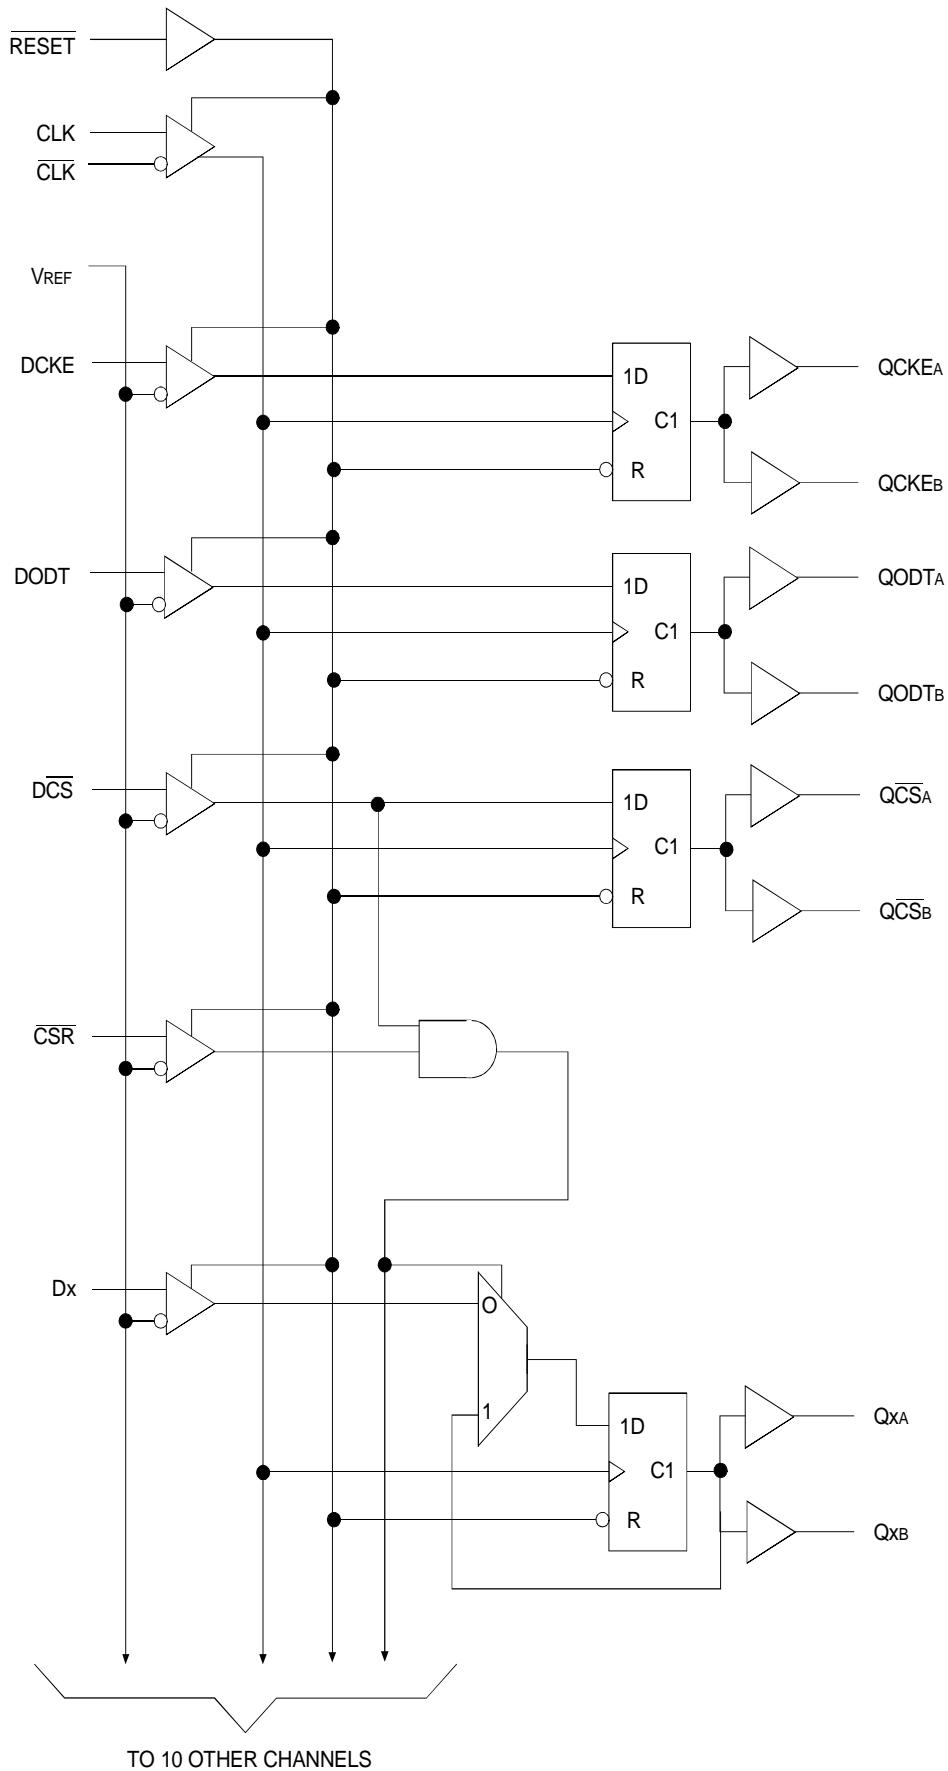 RESET
CLK
CLK
VREF
DCKE
1D
C1
R
QCKEA
QCKEB
DODT
1D
C1
R
QODTA
QODTB
DCS
1D
C1
R
QCSA
QCSB
CSR
Dx
O
1
1D
C1
R
QxA
QxB
TO 10 OTHER CHANNELS